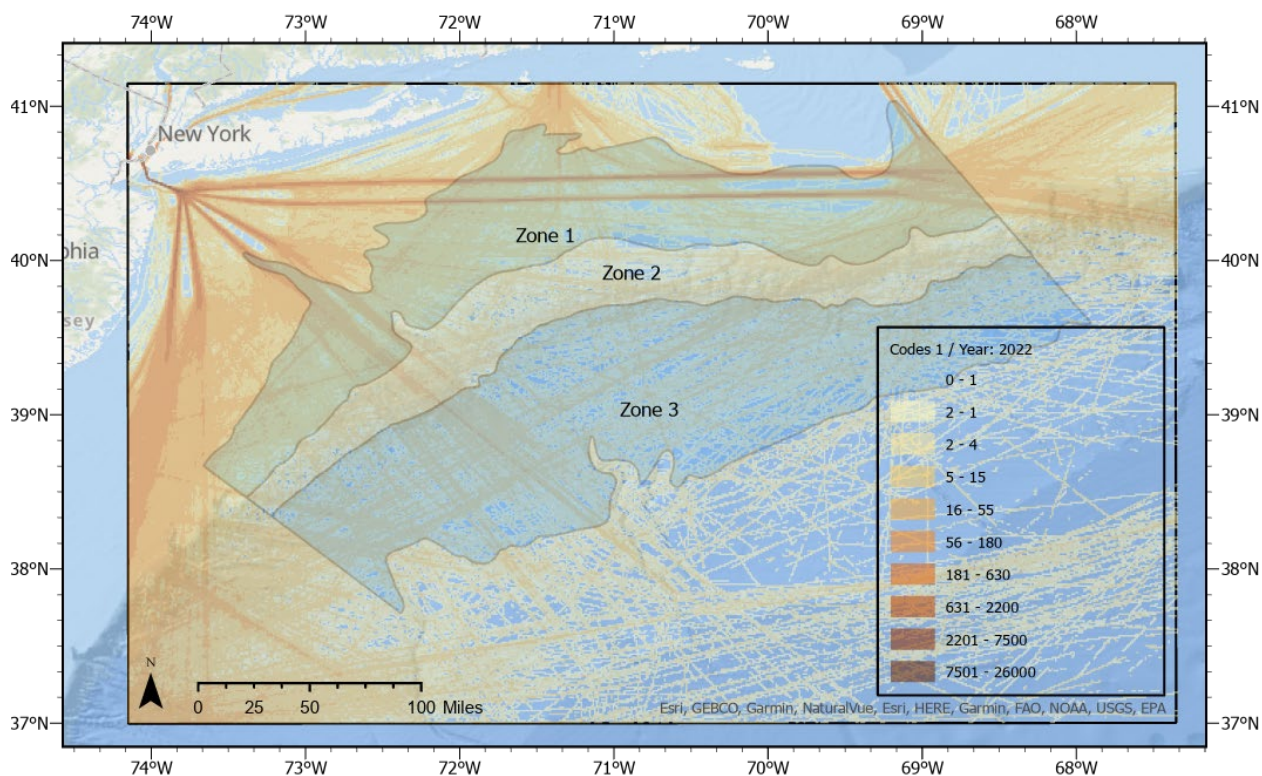 74°W 73°W 72°W 71°W 70°W 69°W 68°W
41°N 41°N
New York
Zone 1
40°N 40°N
phia
Zone 2
sey
Codes 1 / Year: 2022
0 - 1
39°N 39°N
Zone 3
2 - 1
2 - 4
5 - 15
16 - 55
56 - 180
38°N 38°N
181 - 630
631 - 2200
2201 - 7500
N
7501 - 26000
0 25 50 100 Miles
Esri, GEBCO, Garmin, NaturalVue, Esri, HERE, Garmin, FAO, NOAA, USGS, EPA
37°N 37°N
74°W 73°W 72°W 71°W 70°W 69°W 68°W